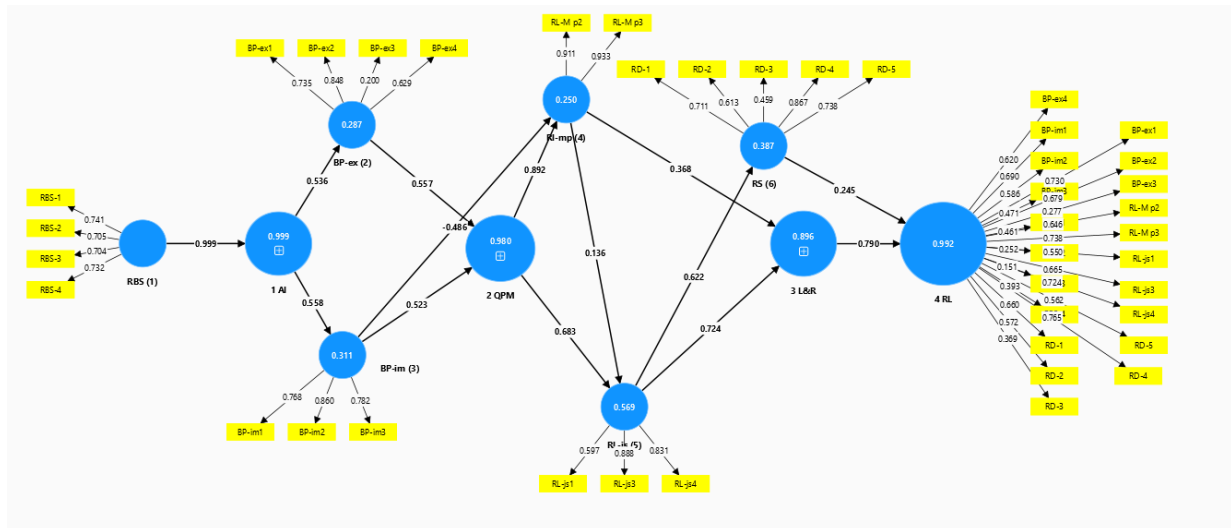 RL-M p2
RL-M p3
0.911
0.933
BP-ex1
BP-ex2
BP-ex3
BP-ex4
0.735
0.848
0.200
0.629
0.287
BP-ex (2)
0.250
RI-mp (4)
RD-1
RD-2
RD-3
RD-4
RD-5
0.711
0.613
0.459
0.867
0.738
0.387
RS (6)
RBS-1
RBS-2
RBS-3
RBS-4
0.741
0.705
0.704
0.732
RBS (1)
0.999
0.999
1 AI
0.536
0.558
0.557
0.523
-0.486
0.892
0.980
2 QPM
0.683
0.136
0.368
0.622
0.724
0.896
3 L&R
0.245
0.790
0.992
4 RL
0.311
BP-im (3)
0.768
0.860
0.782
BP-im1
BP-im2
BP-im3
0.569
0.597
0.888
0.831
RL-js1
RL-js3
RL-js4
BP-ex4
BP-im1
BP-im2
BP-ex1
BP-ex2
BP-ex3
RL-M p2
RL-M p3
RL-js1
RL-js3
RL-js4
RD-5
RD-4
RD-1
RD-2
RD-3
0.620
0.690
0.586
0.730
0.679
0.471
0.277
0.461
0.646
0.738
0.252
0.550
0.151
0.665
0.724
0.393
0.562
0.765
0.660
0.572
0.369